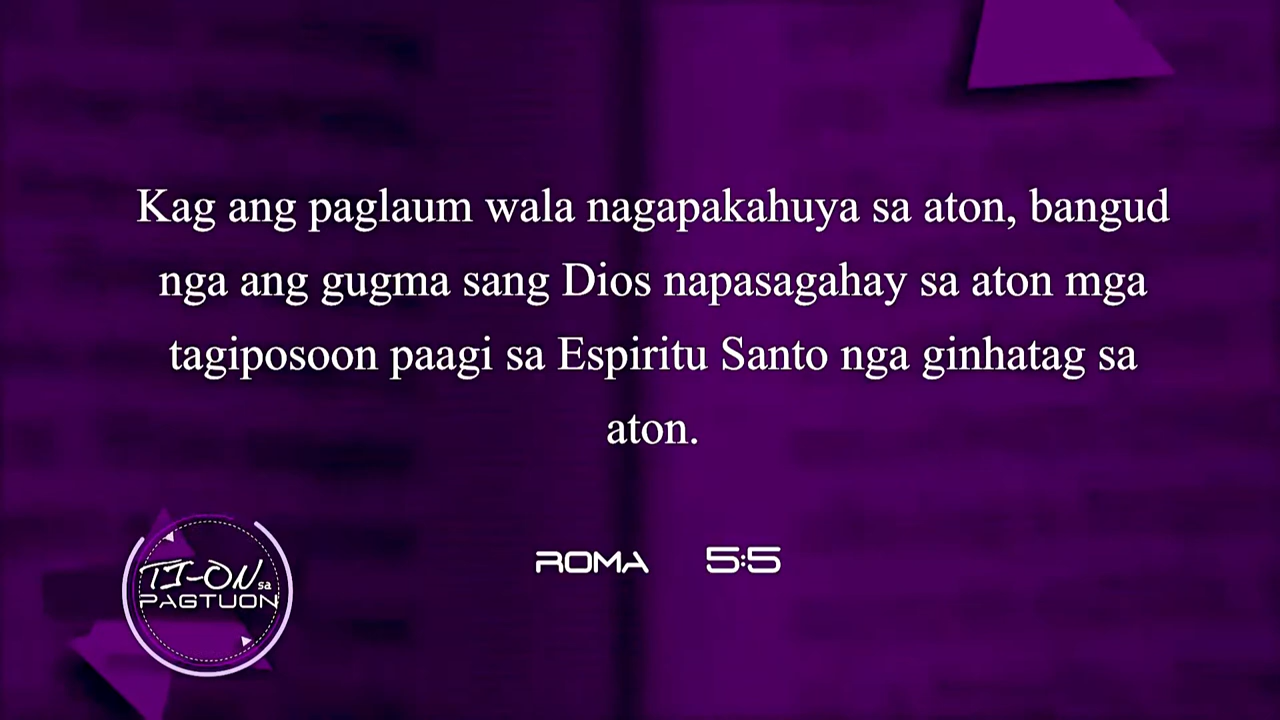 Kag ang paglaum wala nagapakahuya sa aton, bangud
nga ang gugma sang Dios napasagahay sa aton mga
tagiposoon paagi sa Espiritu Santo nga ginhatag sa
aton.
ROMA 5:5
TI-ON sa
PAGTUON